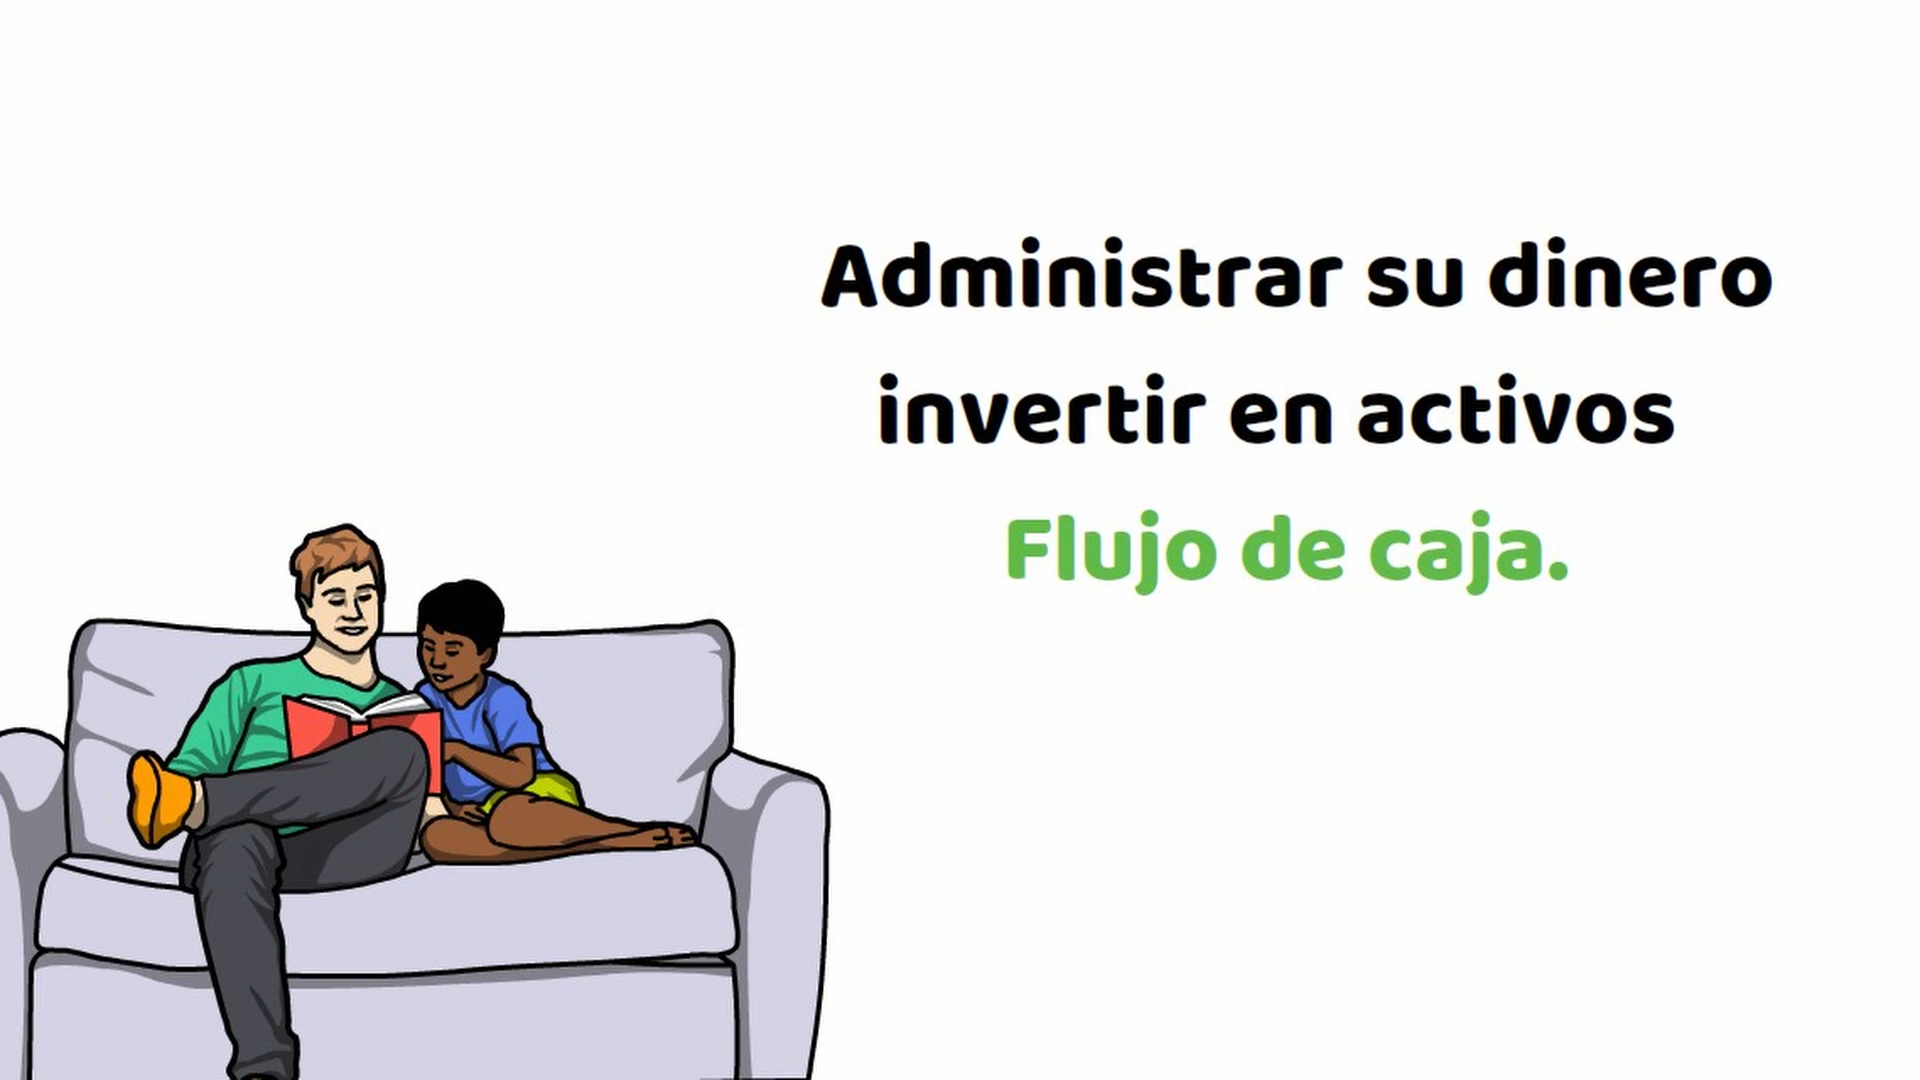 Administrar su dinero
invertir en activos
Flujo de caja.